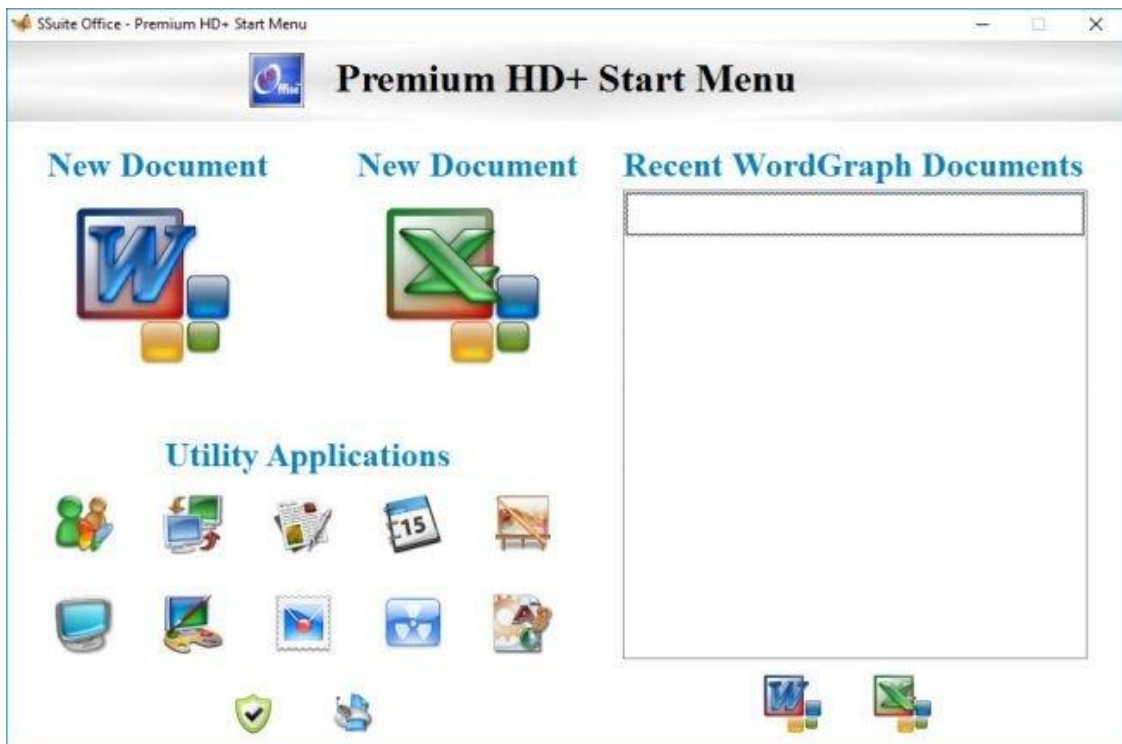 SSuite Office - Premium HD+ Start Menu
Office
Premium HD+ Start Menu
New Document
New Document
Recent WordGraph Documents
W
X
Utility Applications
15
W
X